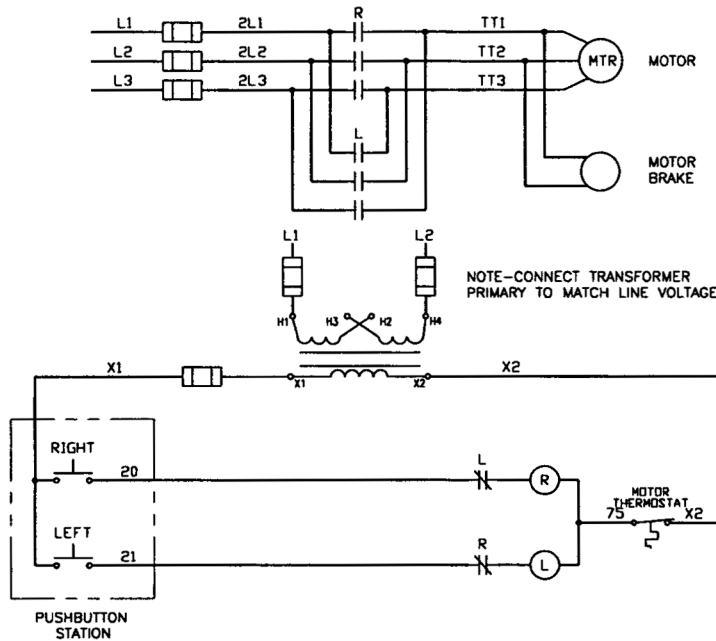 R
L1 2L1 TT1
L2 2L2 TT2 MTR MOTOR
L3 2L3 TT3
L
MOTOR
BRAKE
L1 L2
NOTE-CONNECT TRANSFORMER
PRIMARY TO MATCH LINE VOLTAGE
H1 H3 H2 H4
X1 X1 X2 X2
RIGHT
20 L R
MOTOR
THERMOSTAT
75 X2
LEFT
21 R L
PUSHBUTTON
STATION